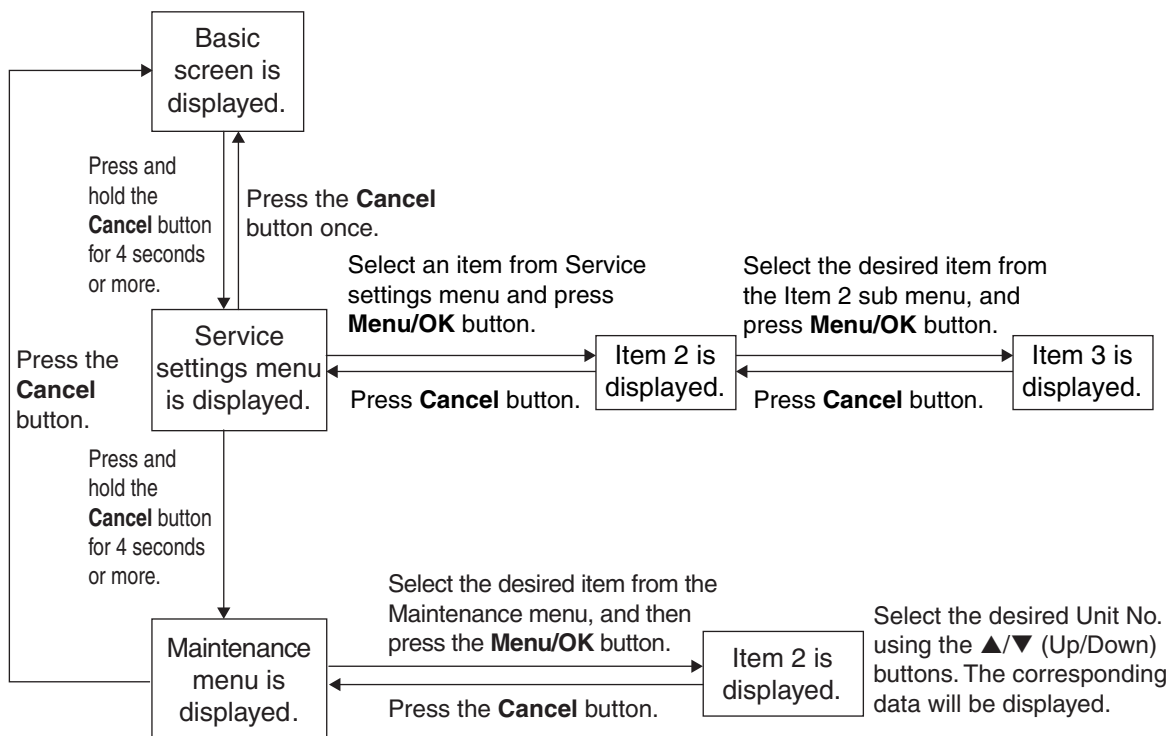 Basic
screen is
displayed.
Press and
hold the
Cancel button
for 4 seconds
or more.
Press the Cancel
button once.
Select an item from Service
settings menu and press
Menu/OK button.
Select the desired item from
the Item 2 sub menu, and
press Menu/OK button.
Press the
Cancel
button.
Service
settings menu
is displayed.
Item 2 is
displayed.
Item 3 is
displayed.
Press Cancel button.
Press Cancel button.
Press and
hold the
Cancel button
for 4 seconds
or more.
Select the desired item from the
Maintenance menu, and then
press the Menu/OK button.
Maintenance
menu is
displayed.
Item 2 is
displayed.
Press the Cancel button.
Select the desired Unit No.
using the ▲/▼ (Up/Down)
buttons. The corresponding
data will be displayed.